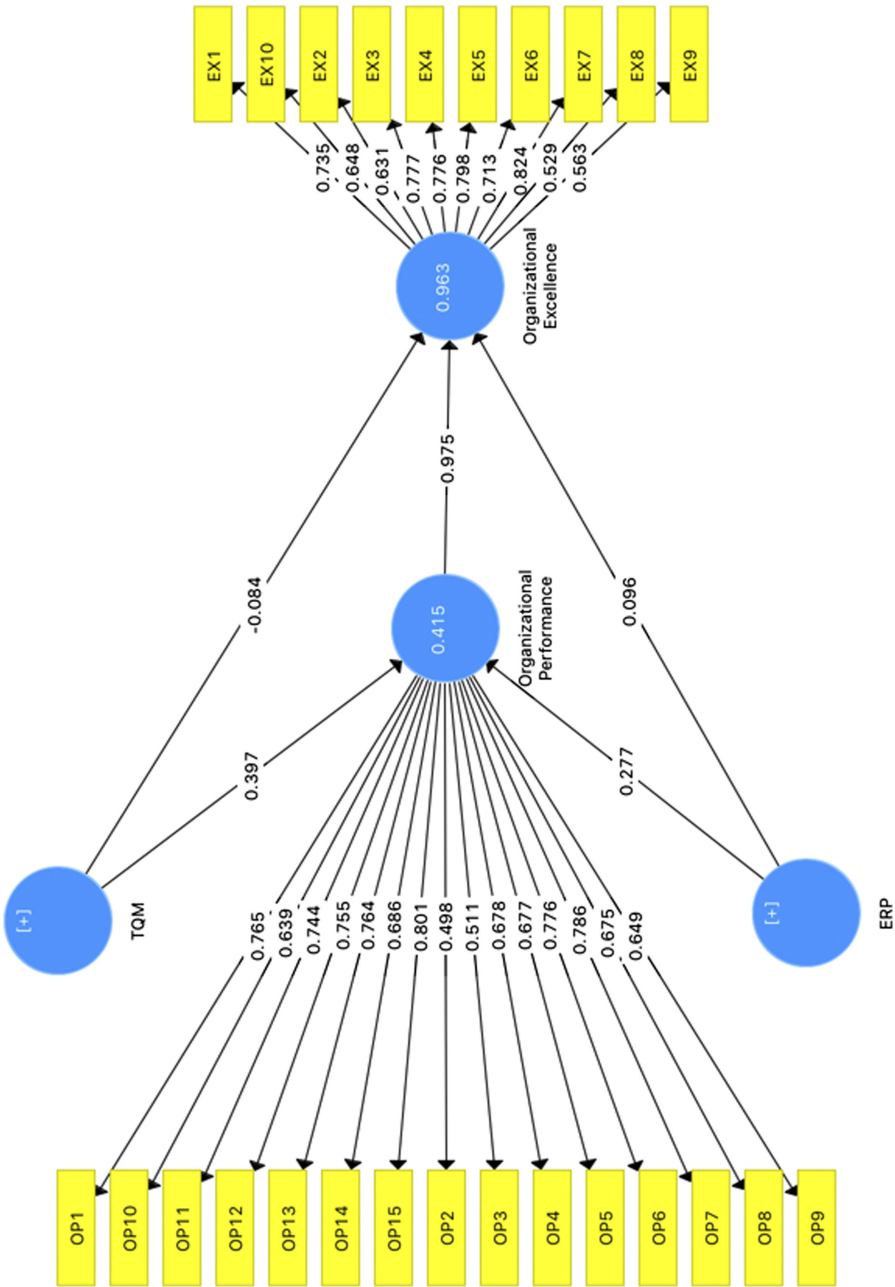 EX1
EX10
EX2
EX3
EX4
EX5
EX6
EX7
EX8
EX9
0.735
0.648
0.631
0.777
0.776
0.798
0.713
0.824
0.529
0.563
0.963
Organizational
Excellence
-0.084
0.975
0.096
0.415
Organizational
Performance
0.397
0.277
[+]
TQM
[+]
ERP
0.765
0.639
0.744
0.755
0.764
0.686
0.801
0.498
0.511
0.678
0.677
0.776
0.786
0.675
0.649
OP1
OP10
OP11
OP12
OP13
OP14
OP15
OP2
OP3
OP4
OP5
OP6
OP7
OP8
OP9